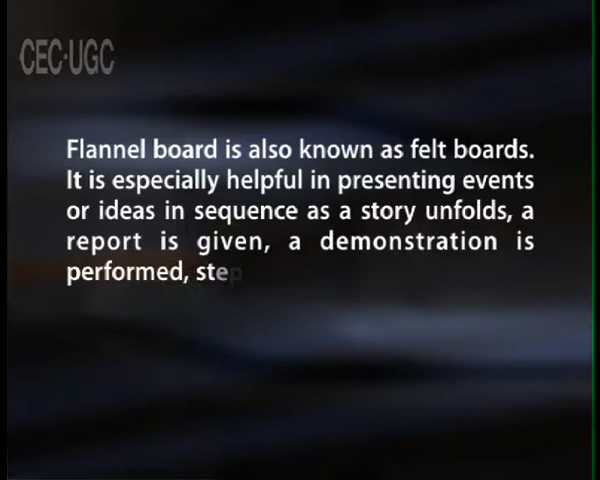 CEC-UGC
Flannel board is also known as felt boards.
It is especially helpful in presenting events
or ideas in sequence as a story unfolds, a
report is given, a demonstration is
performed, step